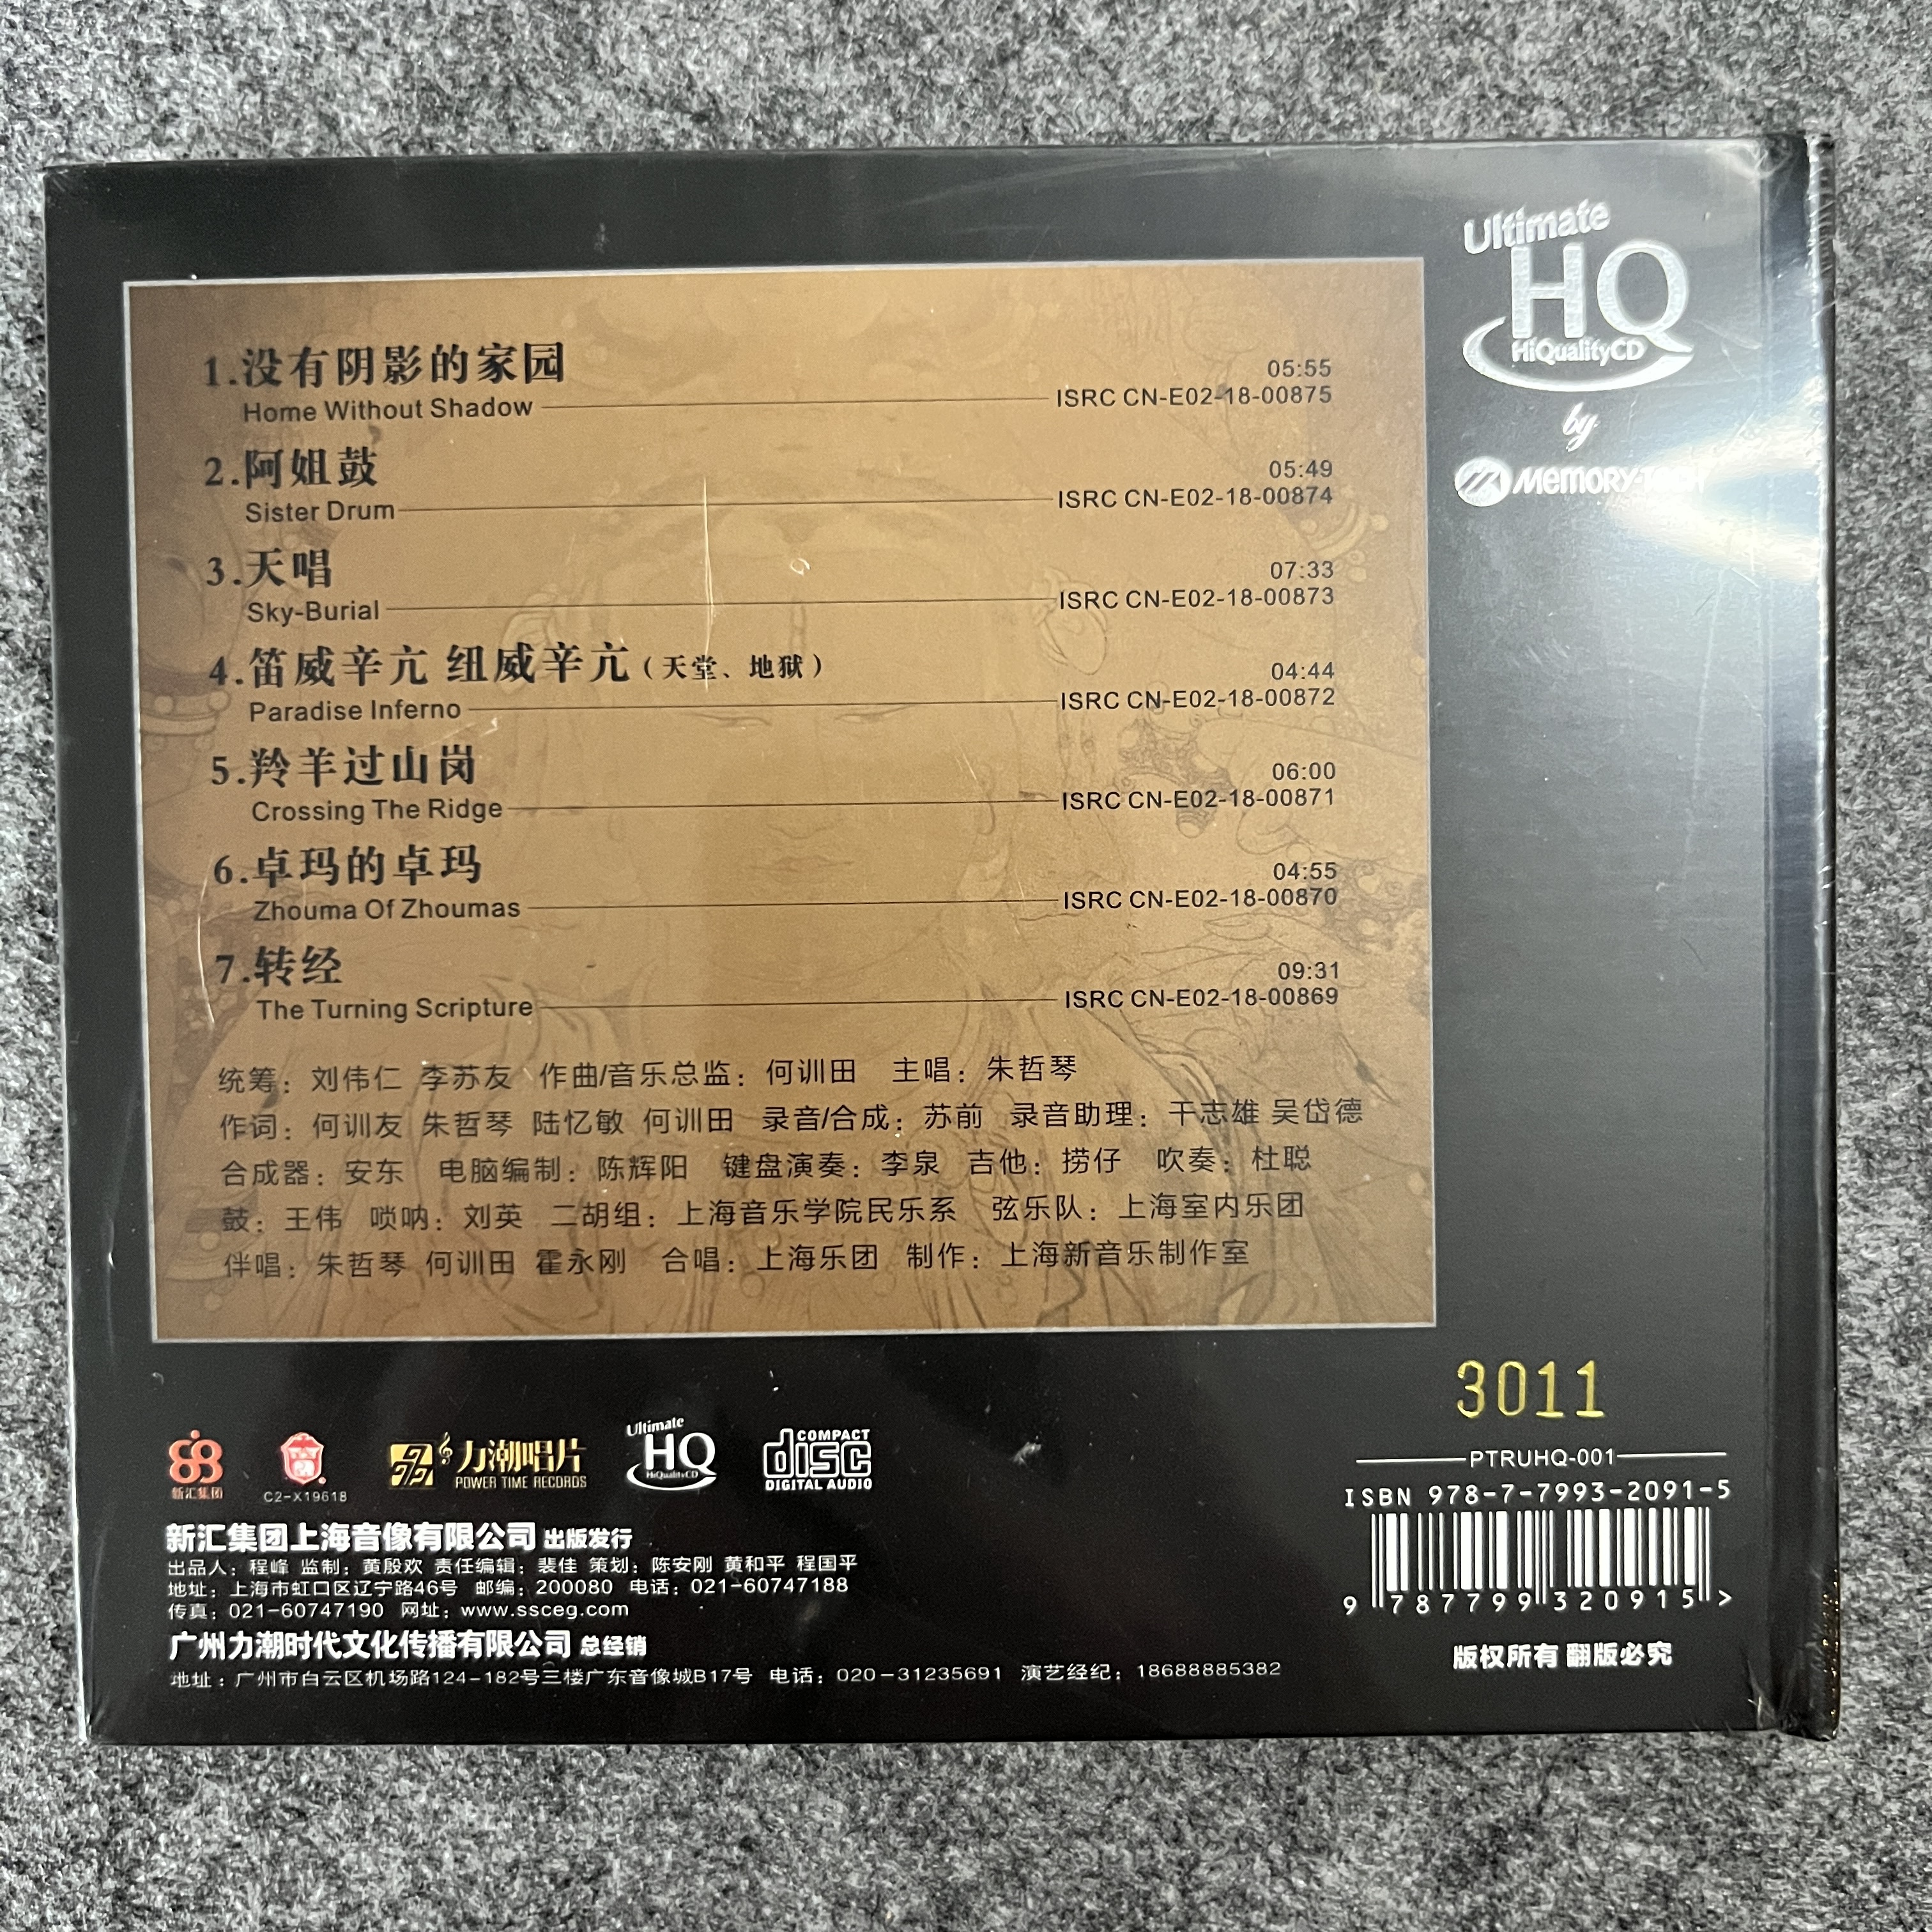 Ultimate
HQ
HiQualityCD
by
1.没有阴影的家园
05:55
Home Without Shadow
ISRC CN-E02-18-00875
2.阿姐鼓
05:49
Sister Drum
ISRC CN-E02-18-00874
3.天唱
07:33
Sky-Burial
ISRC CN-E02-18-00873
4.笛威辛亢 纽威辛亢（天堂、地狱）
04:44
Paradise Inferno
ISRC CN-E02-18-00872
5.羚羊过山岗
06:00
Crossing The Ridge
ISRC CN-E02-18-00871
6.卓玛的卓玛
04:55
Zhouma Of Zhoumas
ISRC CN-E02-18-00870
7.转经
09:31
The Turning Scripture
ISRC CN-E02-18-00869
统筹：刘伟仁 李苏友 作曲/音乐总监：何训田 主唱：朱哲琴
作词：何训友 朱哲琴 陆忆敏 何训田 录音/合成：苏前 录音助理：干志雄 吴岱德
合成器：安东 电脑编制：陈辉阳 键盘演奏：李泉 吉他：捞仔 吹奏：杜聪
鼓：王伟 唢呐：刘英 二胡组：上海音乐学院民乐系 弦乐队：上海室内乐团
伴唱：朱哲琴 何训田 霍永刚 合唱：上海乐团 制作：上海新音乐制作室
3011
PTRUHQ-001
ISBN 978-7-7993-2091-5
9 787799 320915 >
版权所有 翻版必究
新汇集团
C2-X19618
力潮唱片
POWER TIME RECORDS
Ultimate
HQ
HiQualityCD
COMPACT
disc
DIGITAL AUDIO
新汇集团上海音像有限公司 出版发行
出品人：程峰 监制：黄殷欢 责任编辑：裴佳 策划：陈安刚 黄和平 程国平
地址：上海市虹口区辽宁路46号 邮编：200080 电话：021-60747188
传真：021-60747190 网址：www.ssceg.com
广州力潮时代文化传播有限公司 总经销
地址：广州市白云区机场路124-182号三楼广东音像城B17号 电话：020-31235691 演艺经纪：18688885382